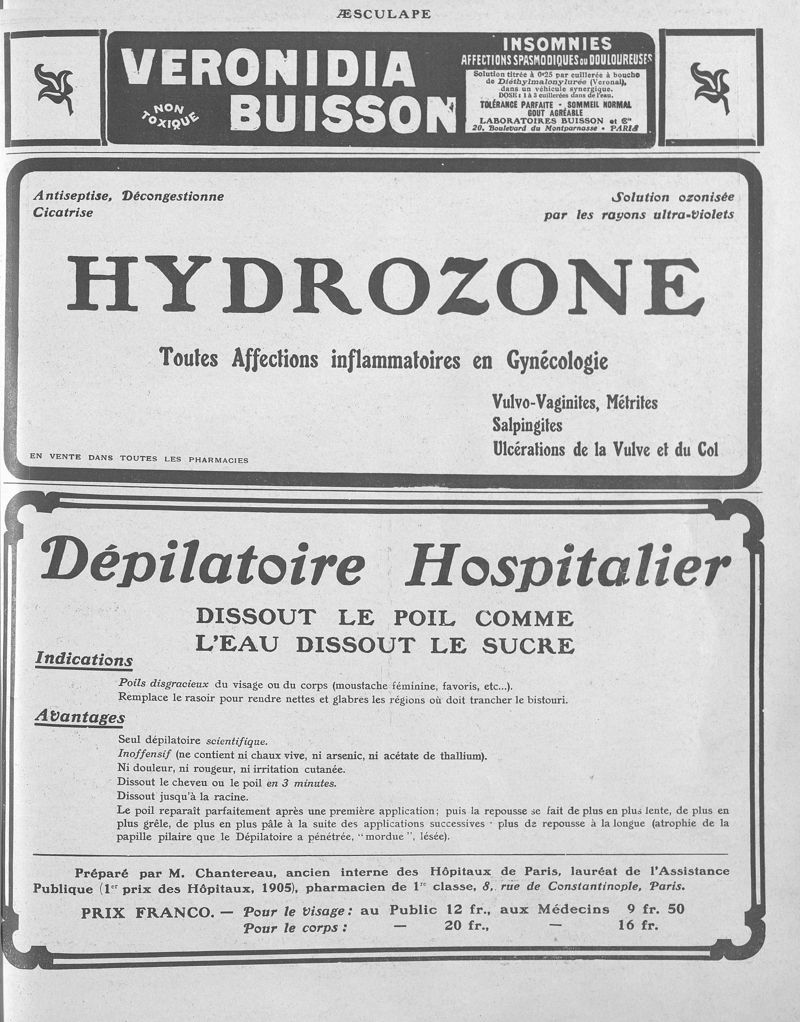 ÆSCULAPE
VERONIDIA
BUISSON
NON
TOXIQUE
INSOMNIES
AFFECTIONS SPASMODIQUES ou DOULOUREUSES
Solution titrée à 0gr25 par cuillerée à bouche
de Diéthylmalonylurée (Veronal),
dans un véhicule synergique.
DOSE : 1 à 3 cuillerées dans de l'eau.
TOLÉRANCE PARFAITE - SOMMEIL NORMAL
GOUT AGRÉABLE
LABORATOIRES BUISSON et Cie
20, Boulevard du Montparnasse - PARIS
Antiseptise, Décongestionne
Cicatrise
Solution ozonisée
par les rayons ultra-violets
HYDROZONE
Toutes Affections inflammatoires en Gynécologie
Vulvo-Vaginites, Métrites
Salpingites
Ulcérations de la Vulve et du Col
EN VENTE DANS TOUTES LES PHARMACIES
Dépilatoire Hospitalier
DISSOUT LE POIL COMME
L'EAU DISSOUT LE SUCRE
Indications
Poils disgracieux du visage ou du corps (moustache féminine, favoris, etc...).
Remplace le rasoir pour rendre nettes et glabres les régions où doit trancher le bistouri.
Avantages
Seul dépilatoire scientifique.
Inoffensif (ne contient ni chaux vive, ni arsenic, ni acétate de thallium).
Ni douleur, ni rougeur, ni irritation cutanée.
Dissout le cheveu ou le poil en 3 minutes.
Dissout jusqu'à la racine.
Le poil reparaît parfaitement après une première application; puis la repousse se fait de plus en plus lente, de plus en
plus grêle, de plus en plus pâle à la suite des applications successives · plus de repousse à la longue (atrophie de la
papille pilaire que le Dépilatoire a pénétrée, "mordue", lésée).
Préparé par M. Chantereau, ancien interne des Hôpitaux de Paris, lauréat de l'Assistance
Publique (1er prix des Hôpitaux, 1905), pharmacien de 1re classe, 8, rue de Constantinople, Paris.
PRIX FRANCO. — Pour le visage : au Public 12 fr., aux Médecins 9 fr. 50
Pour le corps : — 20 fr., — 16 fr.